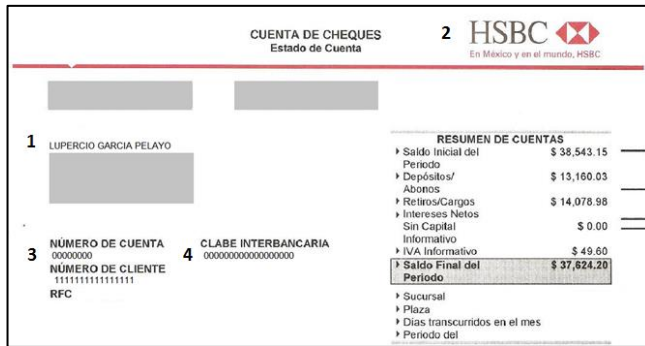 CUENTA DE CHEQUES
Estado de Cuenta
2
HSBC
En México y en el mundo, HSBC
1
LUPERCIO GARCIA PELAYO
3
NÚMERO DE CUENTA
00000000
NÚMERO DE CLIENTE
1111111111111111
RFC
4
CLABE INTERBANCARIA
000000000000000000
RESUMEN DE CUENTAS
Saldo Inicial del $ 38,543.15
Periodo
Depósitos/ $ 13,160.03
Abonos
Retiros/Cargos $ 14,078.98
Intereses Netos
Sin Capital $ 0.00
Informativo
IVA Informativo $ 49.60
Saldo Final del $ 37,624.20
Periodo
Sucursal
Plaza
Dias transcurridos en el mes
Periodo del